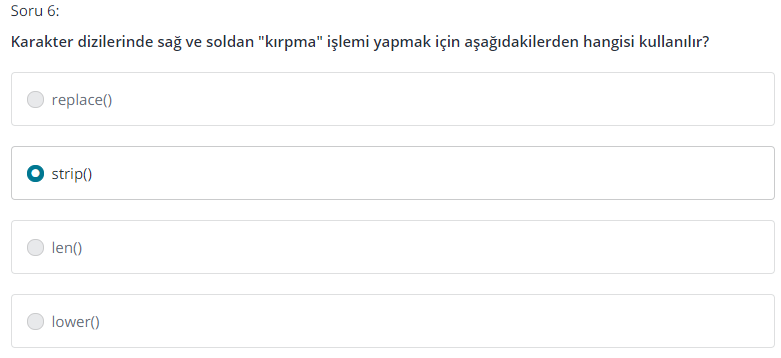 Soru 6:
Karakter dizilerinde sağ ve soldan "kırpma" işlemi yapmak için aşağıdakilerden hangisi kullanılır?
replace()
strip()
len()
lower()